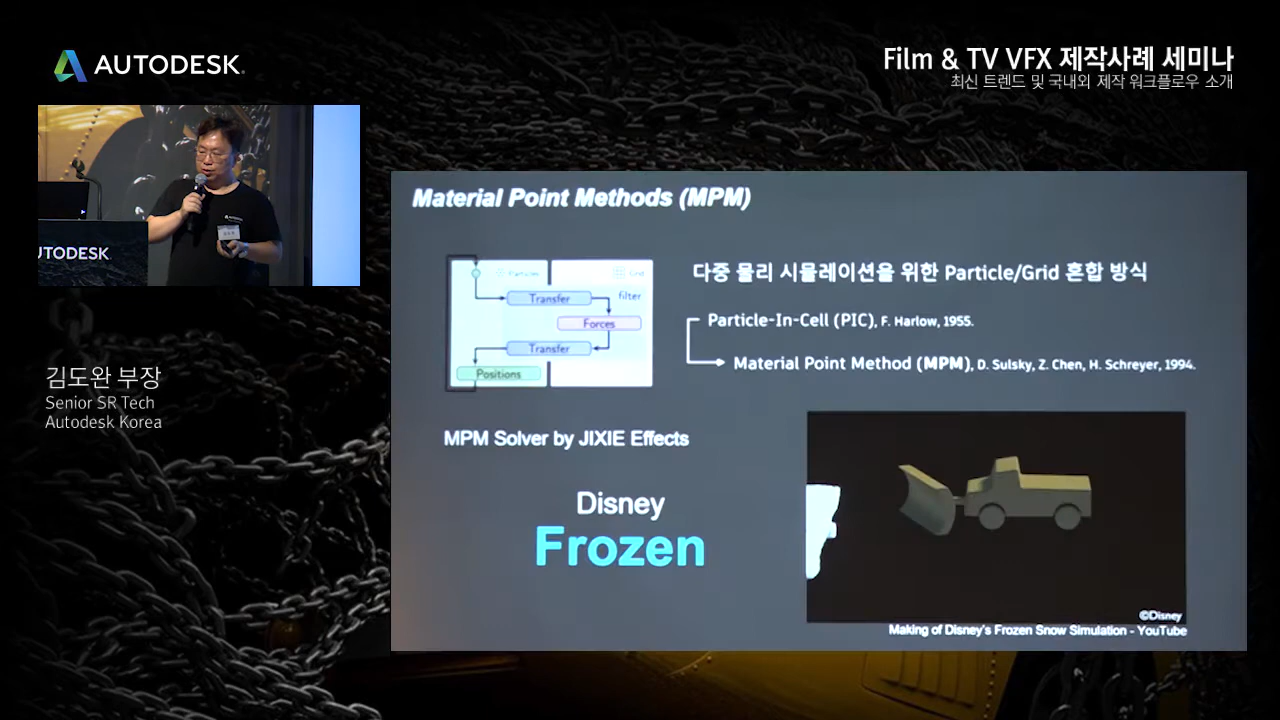 AUTODESK
Film & TV VFX 제작사례 세미나
최신 트렌드 및 국내외 제작 워크플로우 소개
AUTODESK
김도완 부장
Senior SR Tech
Autodesk Korea
Material Point Methods (MPM)
Particles
Grid
Transfer
filter
Forces
Transfer
Positions
다중 물리 시뮬레이션을 위한 Particle/Grid 혼합 방식
Particle-In-Cell (PIC), F. Harlow, 1955.
Material Point Method (MPM), D. Sulsky, Z. Chen, H. Schreyer, 1994.
MPM Solver by JIXIE Effects
Disney
Frozen
©Disney
Making of Disney's Frozen Snow Simulation - YouTube